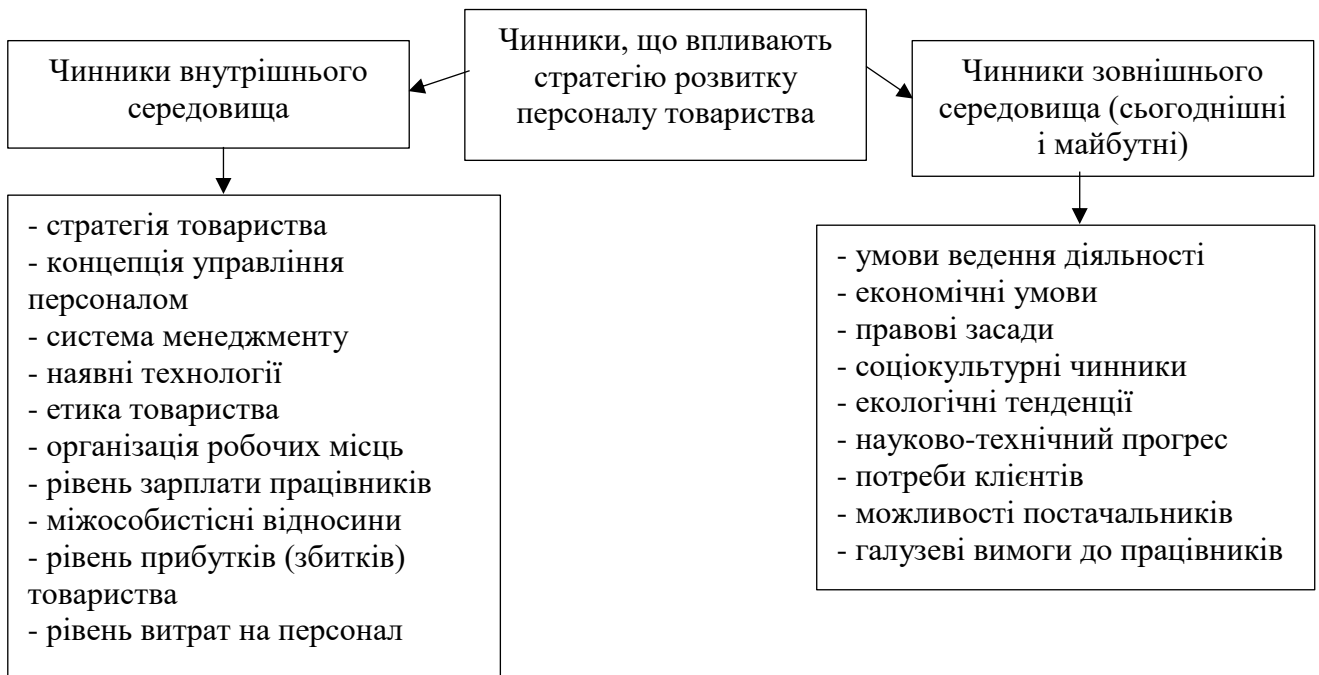 Чинники, що впливають
стратегію розвитку
персоналу товариства
Чинники внутрішнього
середовища
Чинники зовнішнього
середовища (сьогоднішні
і майбутні)
- стратегія товариства
- концепція управління
персоналом
- система менеджменту
- наявні технології
- етика товариства
- організація робочих місць
- рівень зарплати працівників
- міжособистісні відносини
- рівень прибутків (збитків)
товариства
- рівень витрат на персонал
- умови ведення діяльності
- економічні умови
- правові засади
- соціокультурні чинники
- екологічні тенденції
- науково-технічний прогрес
- потреби клієнтів
- можливості постачальників
- галузеві вимоги до працівників